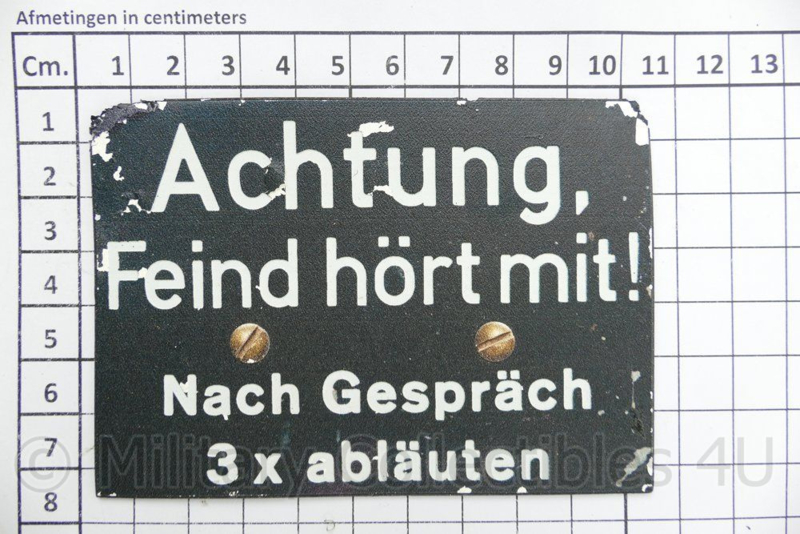 Afmetingen in centimeters
Cm. 1 2 3 4 5 6 7 8 9 10 11 12 13
1
2
3
4
5
6
7
8
Achtung,
Feind hört mit!
Nach Gespräch
3 x abläuten
© Military Collectibles 4U